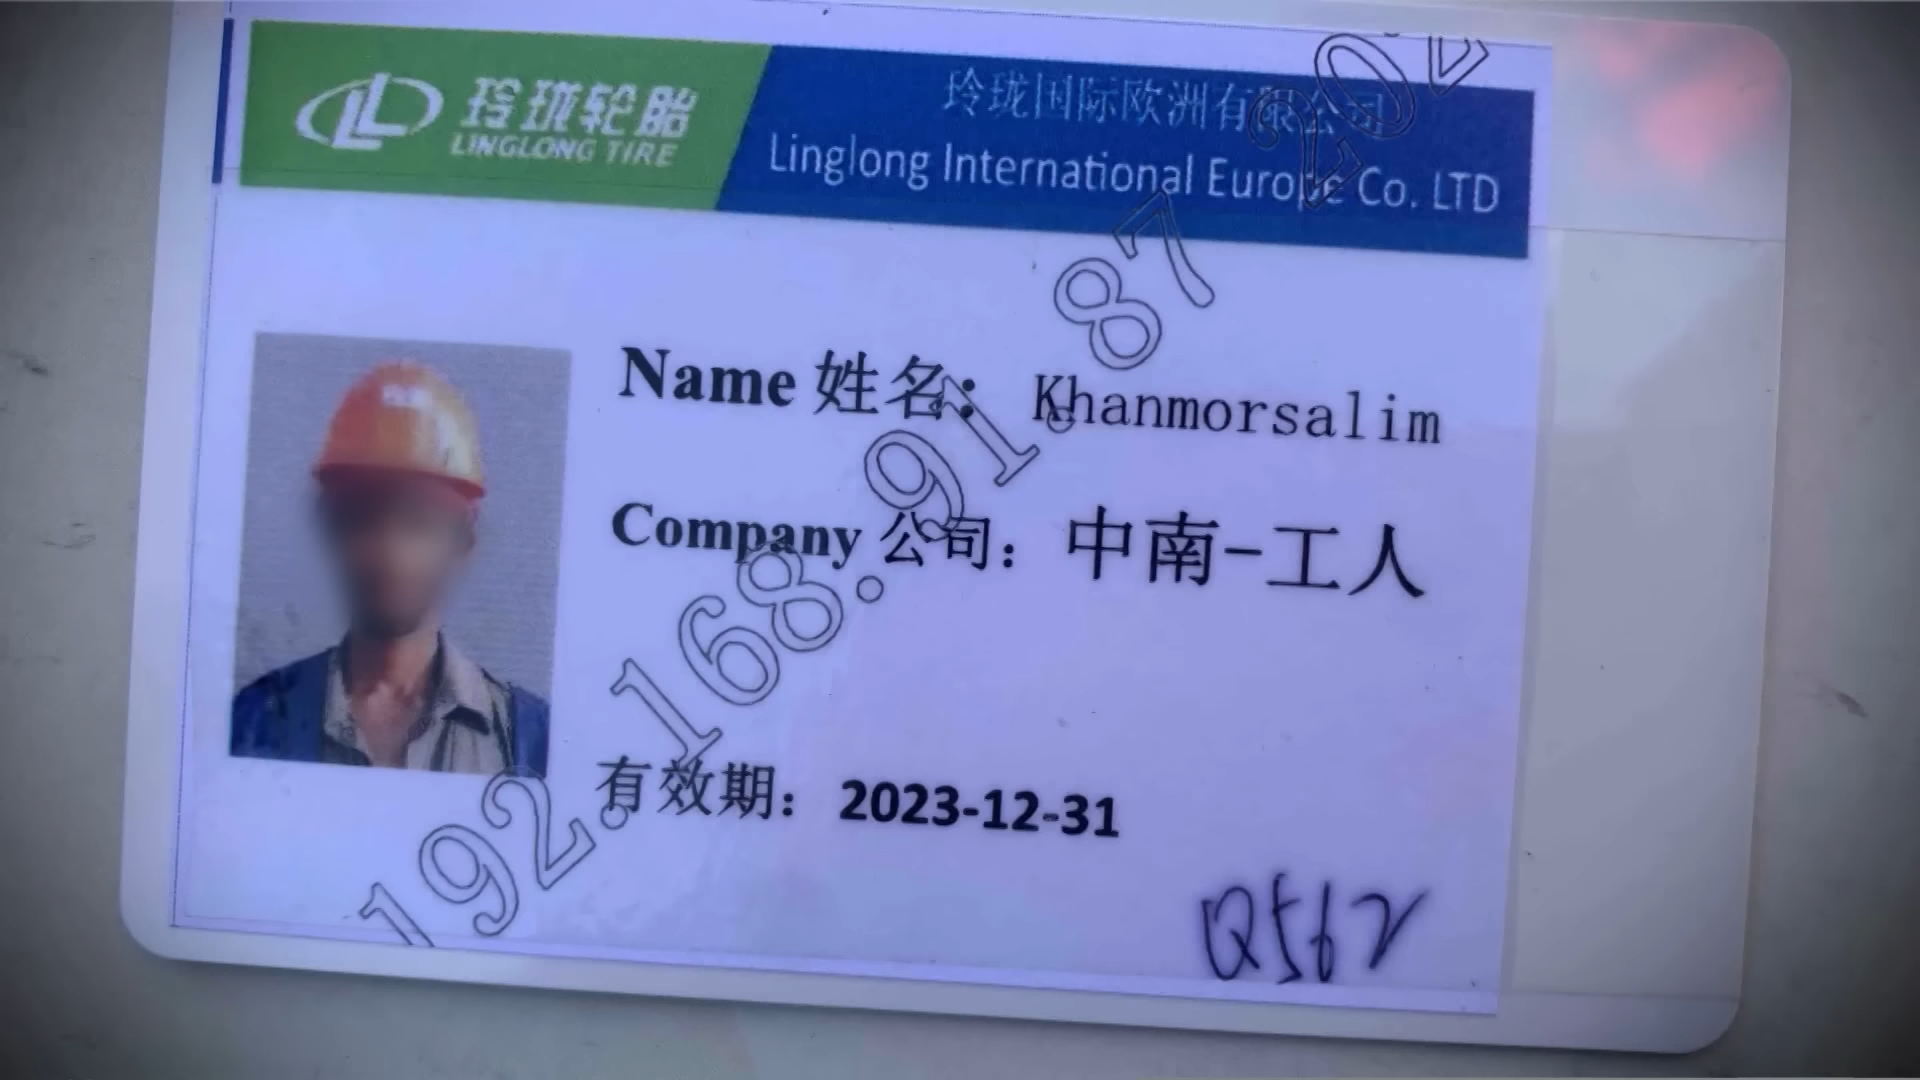 玲珑轮胎
LINGLONG TIRE
玲珑国际欧洲有限公司
Linglong International Europe Co. LTD
Name 姓名： Khanmorsalim
Company 公司：中南-工人
有效期：2023-12-31
Q562
192.168.91.87 202